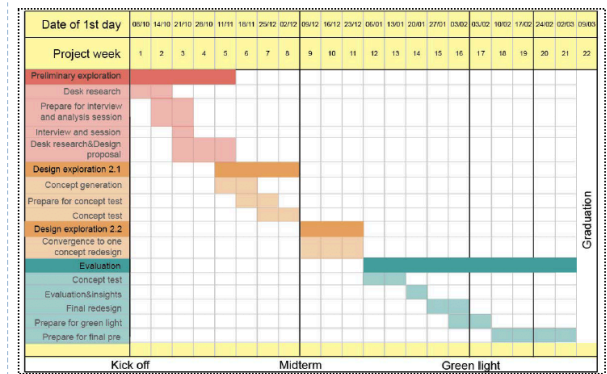 Date of 1st day 08/10 14/10 21/10 28/10 11/11 18/11 25/12 02/12 09/12 16/12 23/12 06/01 13/01 20/01 27/01 03/02 03/02 10/02 17/02 24/02 02/03 09/03
Project week 1 2 3 4 5 6 7 8 9 10 11 12 13 14 15 16 17 18 19 20 21 22
Preliminary exploration
Desk research
Prepare for interview
and analysis session
Interview and session
Desk research&Design
proposal
Design exploration 2.1
Concept generation
Prepare for concept test
Concept test
Design exploration 2.2
Convergence to one
concept redesign
Evaluation
Concept test
Evaluation&insights
Final redesign
Prepare for green light
Prepare for final pre
Graduation
Kick off Midterm Green light